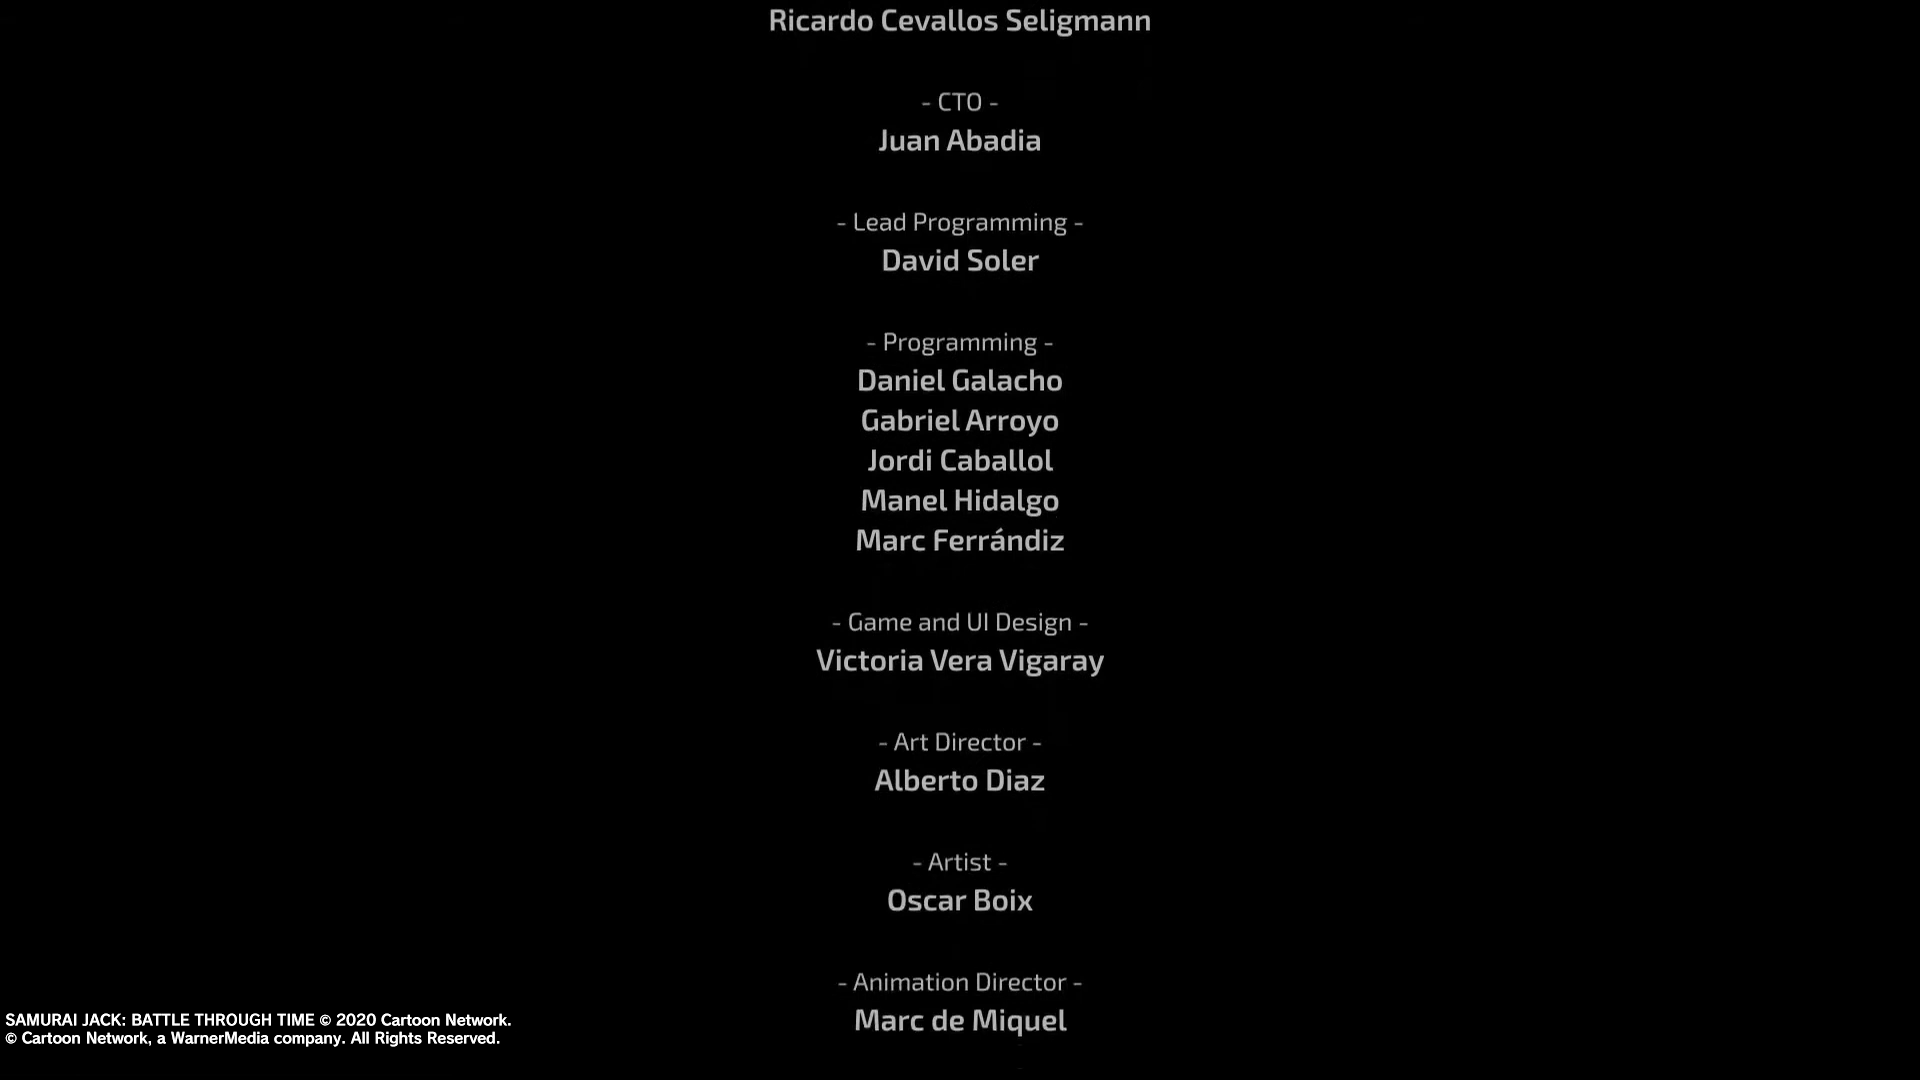 Ricardo Cevallos Seligmann
- CTO -
Juan Abadia
- Lead Programming -
David Soler
- Programming -
Daniel Galacho
Gabriel Arroyo
Jordi Caballol
Manel Hidalgo
Marc Ferrándiz
- Game and UI Design -
Victoria Vera Vigaray
- Art Director -
Alberto Diaz
- Artist -
Oscar Boix
- Animation Director -
Marc de Miquel
SAMURAI JACK: BATTLE THROUGH TIME © 2020 Cartoon Network.
© Cartoon Network, a WarnerMedia company. All Rights Reserved.